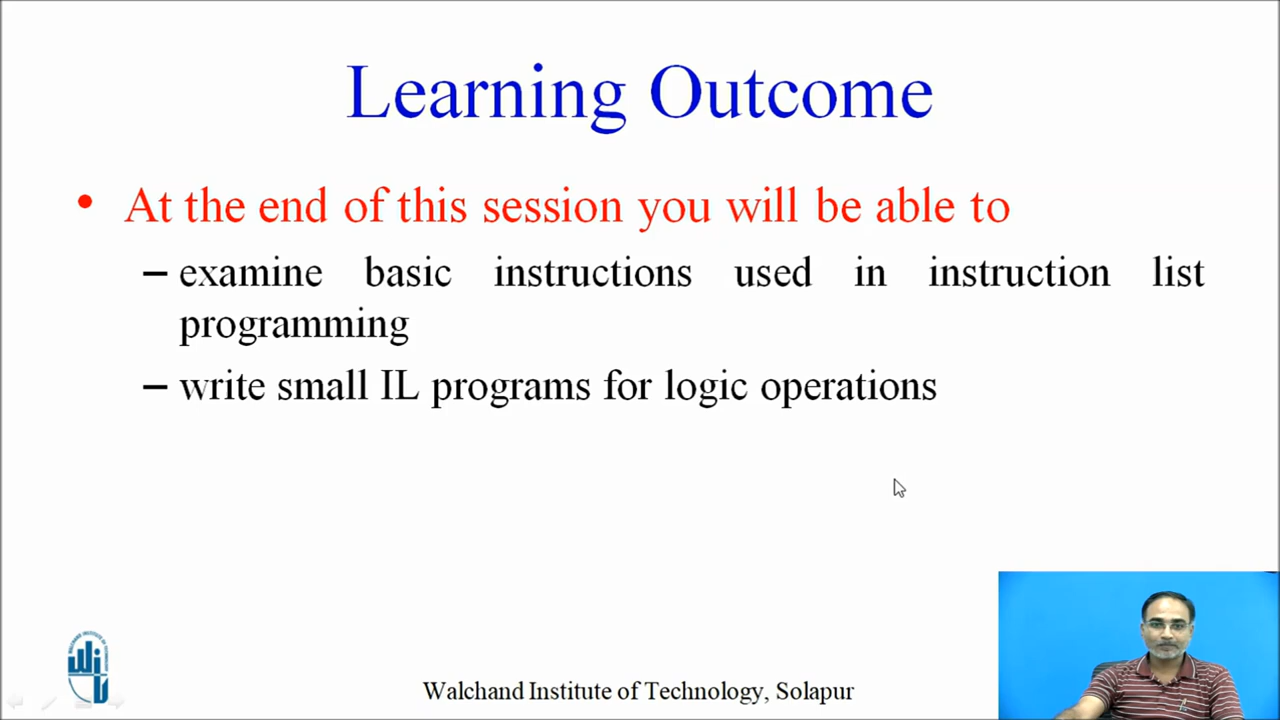 Learning Outcome
• At the end of this session you will be able to
– examine basic instructions used in instruction list
programming
– write small IL programs for logic operations
Walchand Institute of Technology, Solapur